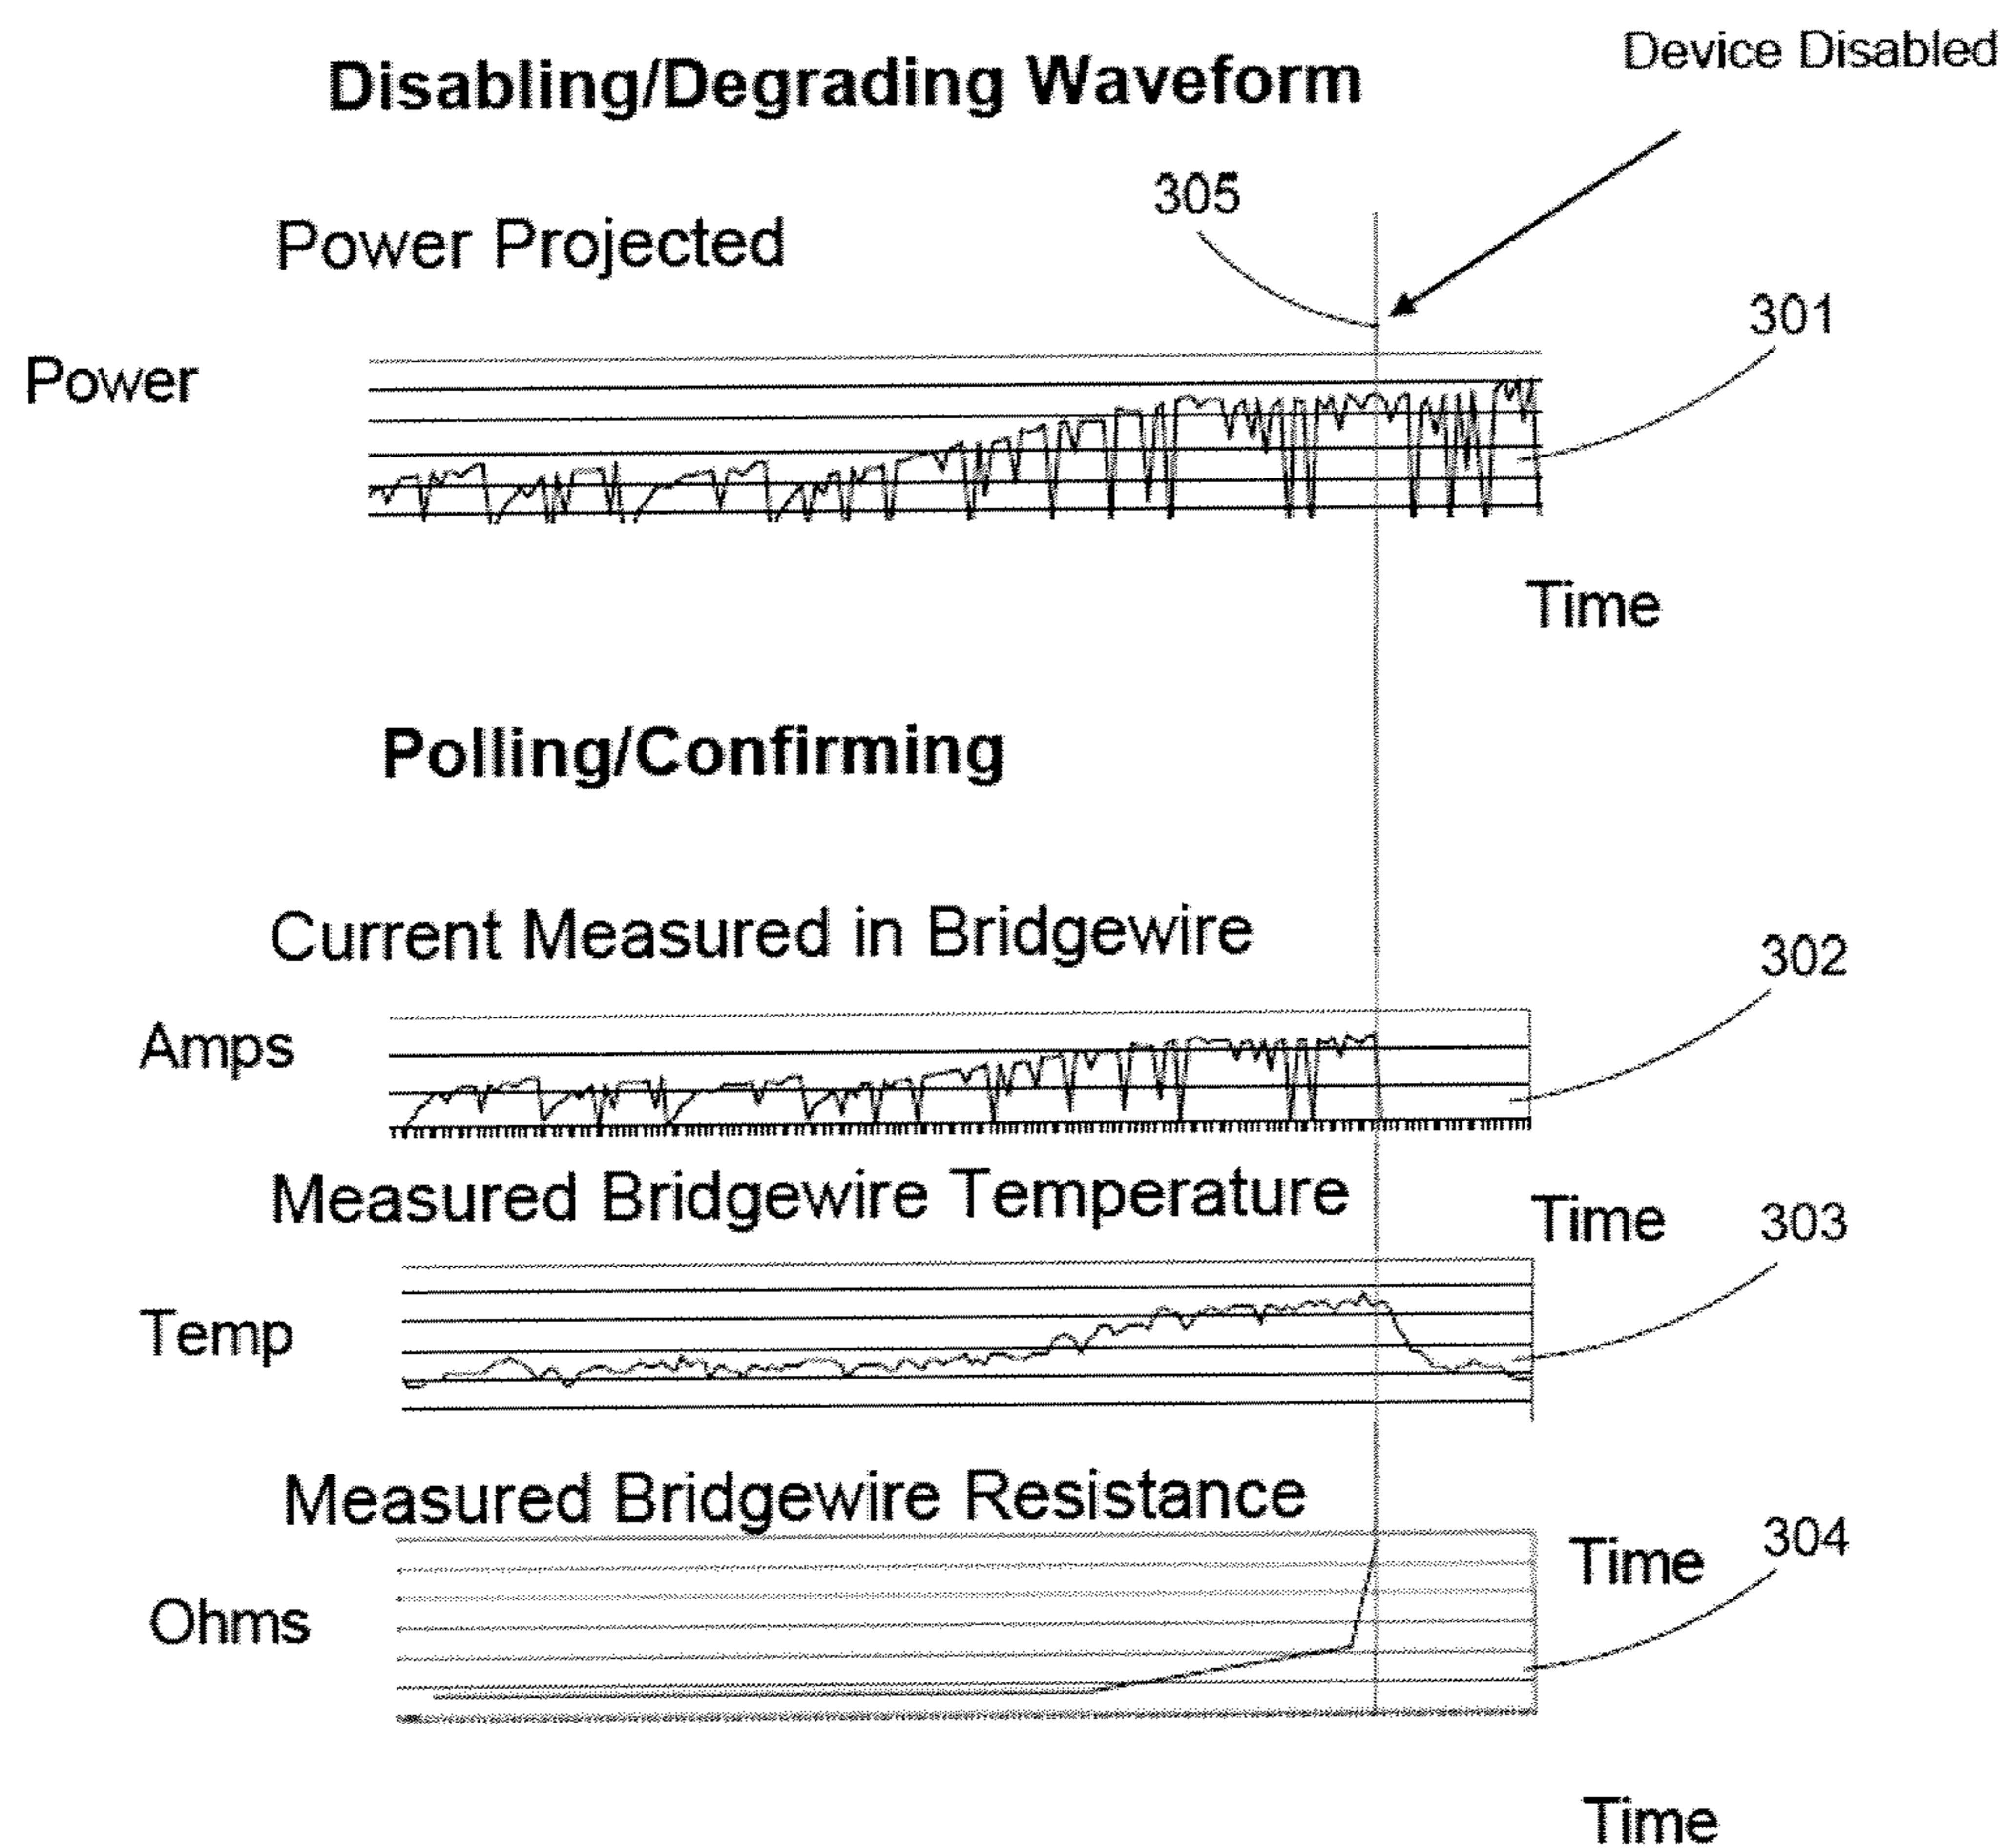 Device Disabled
Disabling/Degrading Waveform
305
Power Projected
301
Power
Time
Polling/Confirming
Current Measured in Bridgewire
302
Amps
Measured Bridgewire Temperature
Time
303
Temp
Measured Bridgewire Resistance
Time
304
Ohms
Time